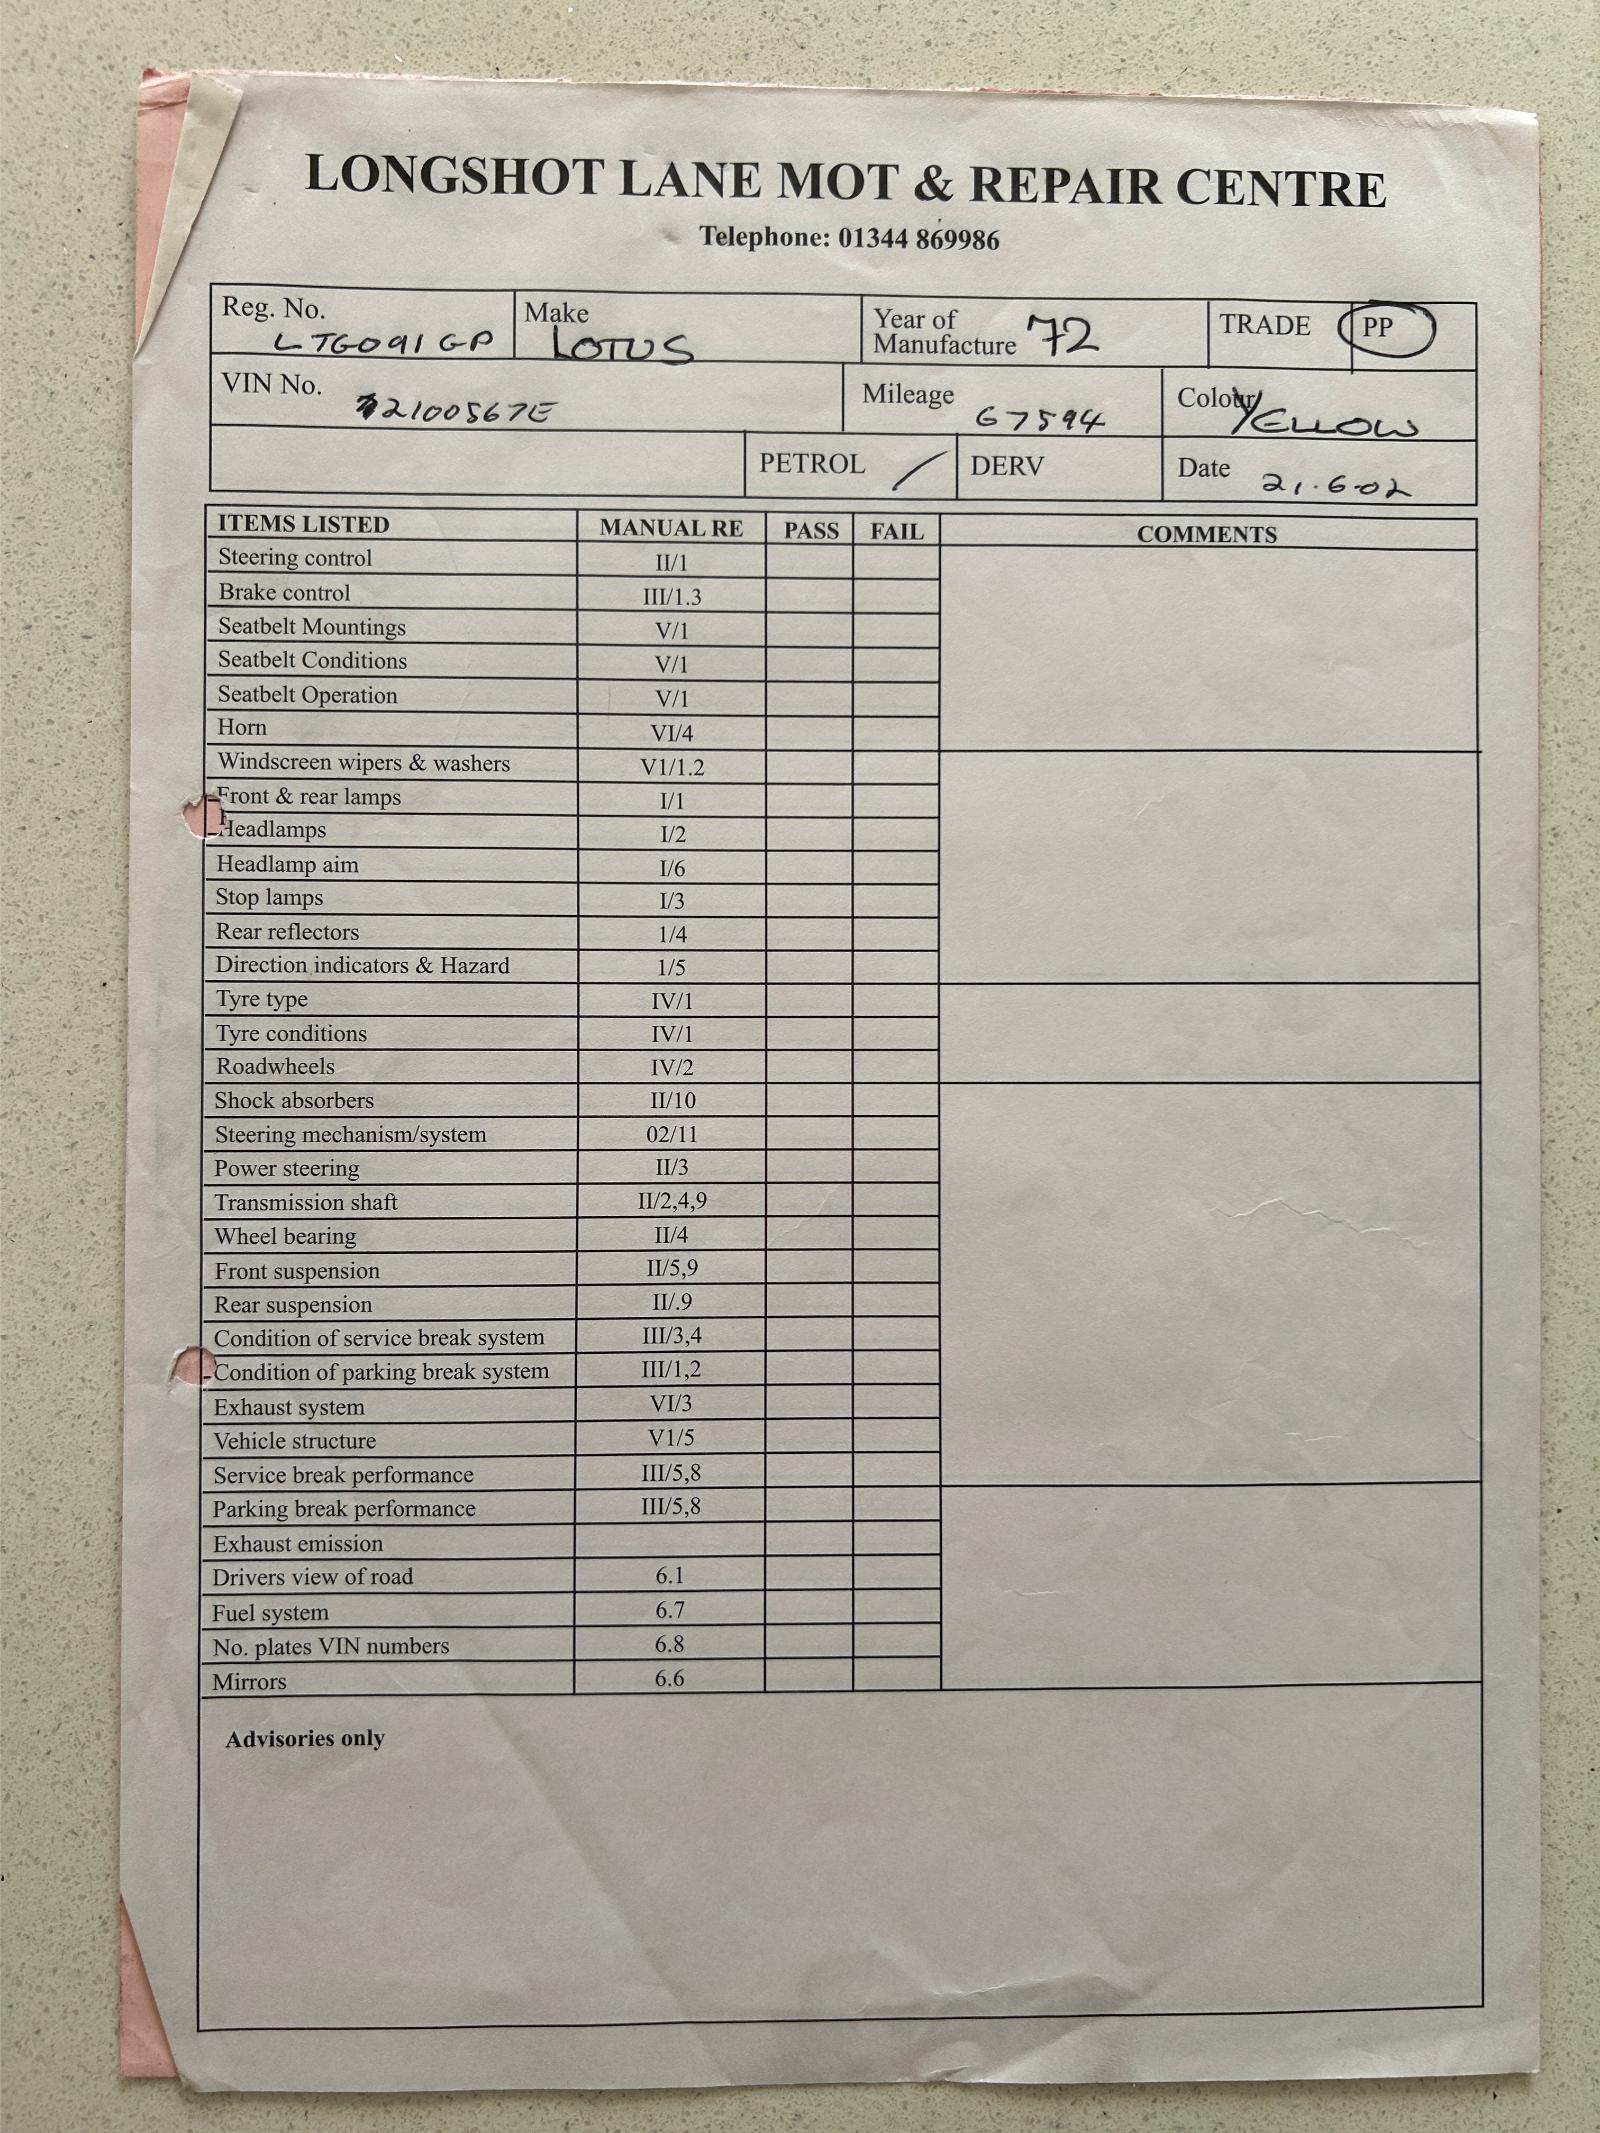 LONGSHOT LANE MOT & REPAIR CENTRE
Telephone: 01344 869986
Reg. No. LTG091GP Make LOTUS Year of Manufacture 72 TRADE PP
VIN No. 72100567E Mileage 67594 Colour YELLOW
PETROL / DERV Date 21.6.02
ITEMS LISTED MANUAL RE PASS FAIL COMMENTS
Steering control II/1
Brake control III/1.3
Seatbelt Mountings V/1
Seatbelt Conditions V/1
Seatbelt Operation V/1
Horn VI/4
Windscreen wipers & washers V1/1.2
Front & rear lamps I/1
Headlamps I/2
Headlamp aim I/6
Stop lamps I/3
Rear reflectors 1/4
Direction indicators & Hazard 1/5
Tyre type IV/1
Tyre conditions IV/1
Roadwheels IV/2
Shock absorbers II/10
Steering mechanism/system 02/11
Power steering II/3
Transmission shaft II/2,4,9
Wheel bearing II/4
Front suspension II/5,9
Rear suspension II/.9
Condition of service break system III/3,4
Condition of parking break system III/1,2
Exhaust system VI/3
Vehicle structure V1/5
Service break performance III/5,8
Parking break performance III/5,8
Exhaust emission
Drivers view of road 6.1
Fuel system 6.7
No. plates VIN numbers 6.8
Mirrors 6.6
Advisories only